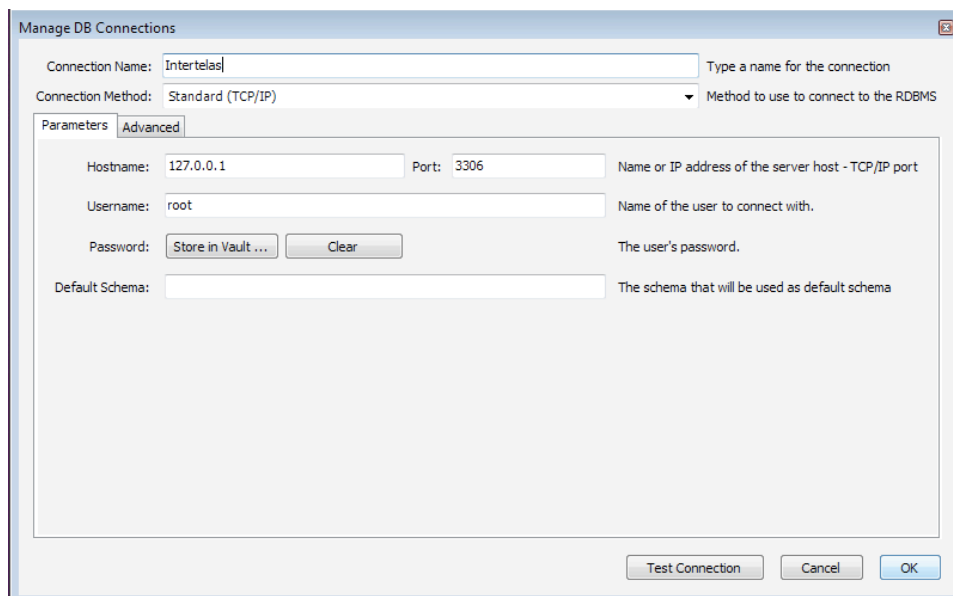 Manage DB Connections
Connection Name: Intertelas Type a name for the connection
Connection Method: Standard (TCP/IP) Method to use to connect to the RDBMS
Parameters Advanced
Hostname: 127.0.0.1 Port: 3306 Name or IP address of the server host - TCP/IP port
Username: root Name of the user to connect with.
Password: Store in Vault ... Clear The user's password.
Default Schema: The schema that will be used as default schema
Test Connection Cancel OK